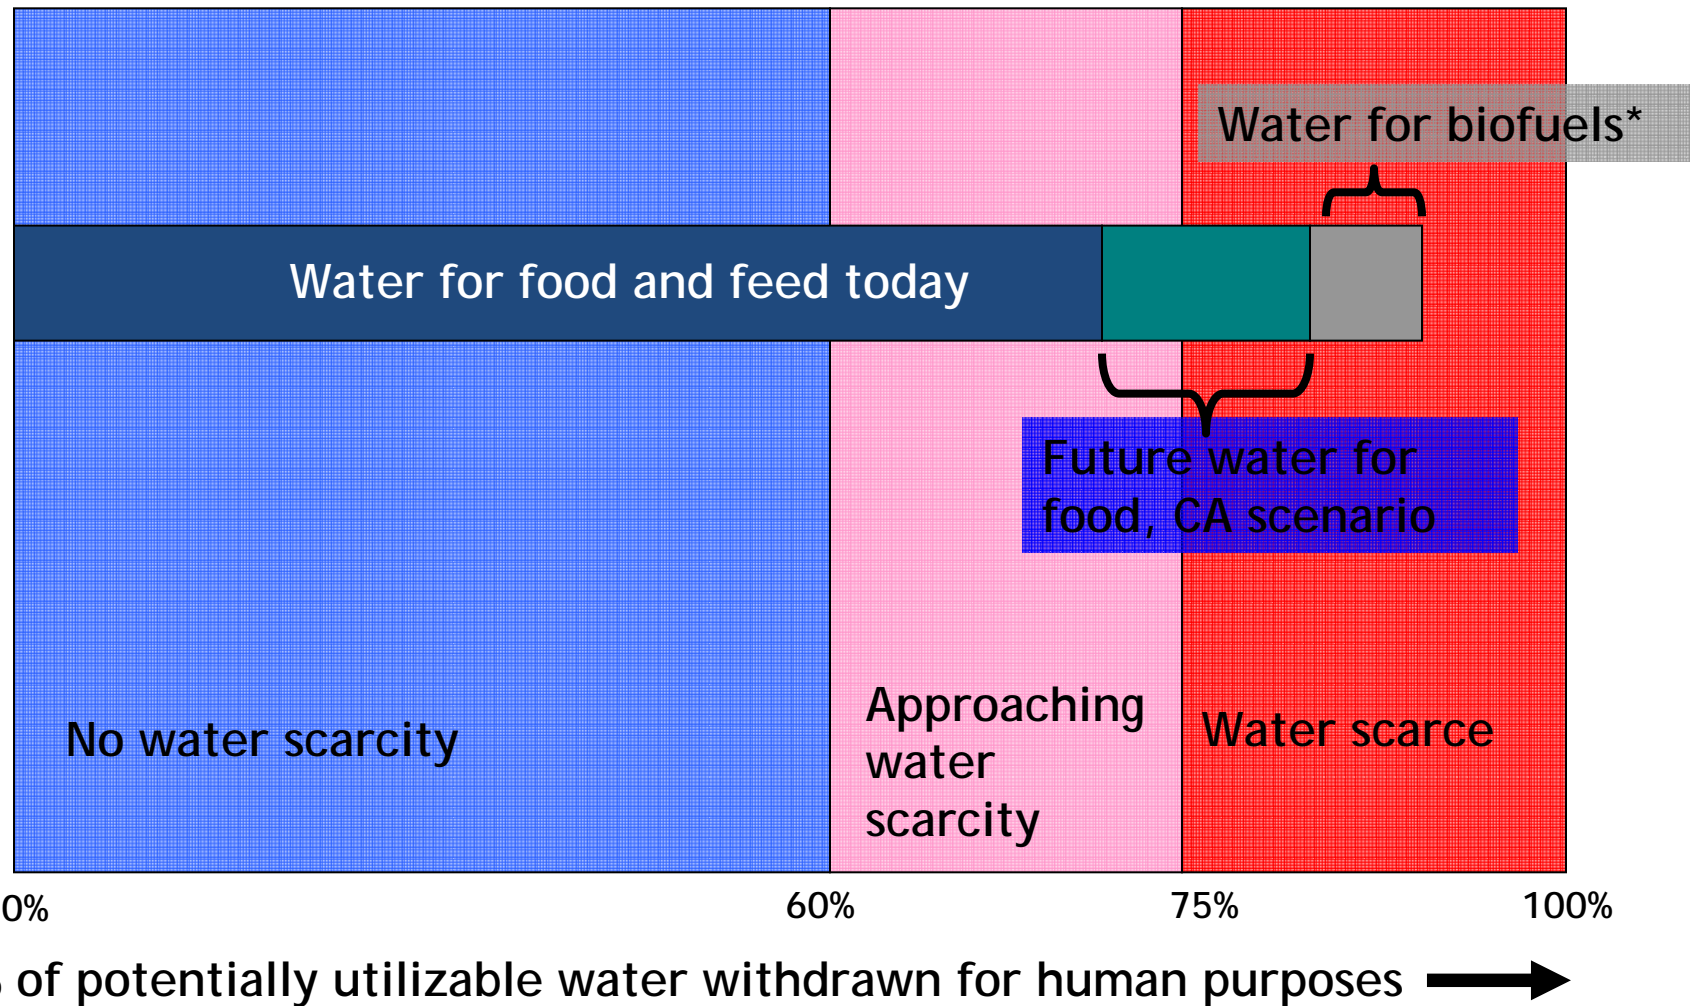 Water for biofuels*
Water for food and feed today
Future water for
food, CA scenario
No water scarcity
Approaching
water
scarcity
Water scarce
0%
60%
75%
100%
of potentially utilizable water withdrawn for human purposes